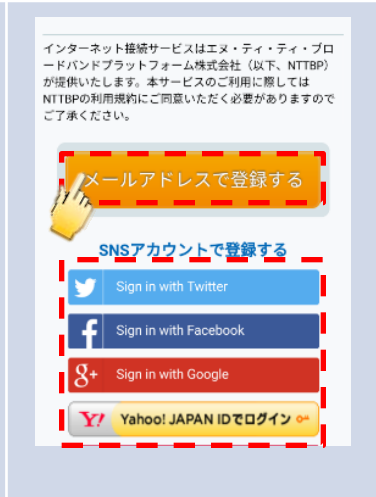 インターネット接続サービスはエヌ・ティ・ティ・ブロ
ードバンドプラットフォーム株式会社（以下、NTTBP）
が提供いたします。本サービスのご利用に際しては
NTTBPの利用規約にご同意いただく必要がありますので
ご了承ください。
メールアドレスで登録する
SNSアカウントで登録する
Sign in with Twitter
f Sign in with Facebook
g+ Sign in with Google
Y! Yahoo! JAPAN IDでログイン